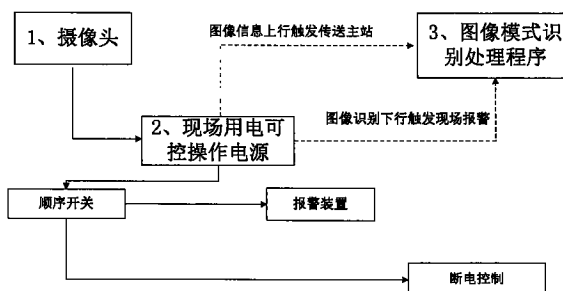 1、摄像头
图像信息上行触发传送主站
3、图像模式识
别处理程序
2、现场用电可
控操作电源
图像识别下行触发现场报警
顺序开关
报警装置
断电控制